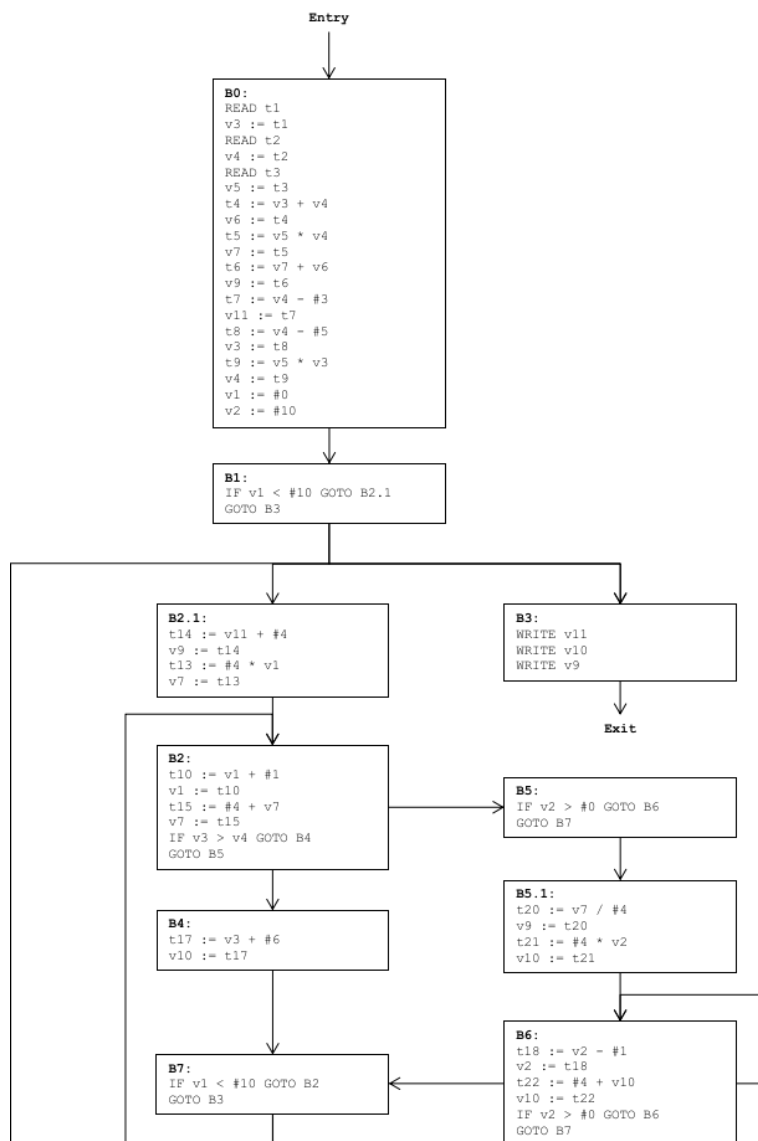 Entry
B0:
READ t1
v3 := t1
READ t2
v4 := t2
READ t3
v5 := t3
t4 := v3 + v4
v6 := t4
t5 := v5 * v4
v7 := t5
t6 := v7 + v6
v9 := t6
t7 := v4 - #3
v11 := t7
t8 := v4 - #5
v3 := t8
t9 := v5 * v3
v4 := t9
v1 := #0
v2 := #10
B1:
IF v1 < #10 GOTO B2.1
GOTO B3
B2.1:
t14 := v11 + #4
v9 := t14
t13 := #4 * v1
v7 := t13
B3:
WRITE v11
WRITE v10
WRITE v9
Exit
B2:
t10 := v1 + #1
v1 := t10
t15 := #4 + v7
v7 := t15
IF v3 > v4 GOTO B4
GOTO B5
B5:
IF v2 > #0 GOTO B6
GOTO B7
B5.1:
t20 := v7 / #4
v9 := t20
t21 := #4 * v2
v10 := t21
B4:
t17 := v3 + #6
v10 := t17
B6:
t18 := v2 - #1
v2 := t18
t22 := #4 + v10
v10 := t22
IF v2 > #0 GOTO B6
GOTO B7
B7:
IF v1 < #10 GOTO B2
GOTO B3